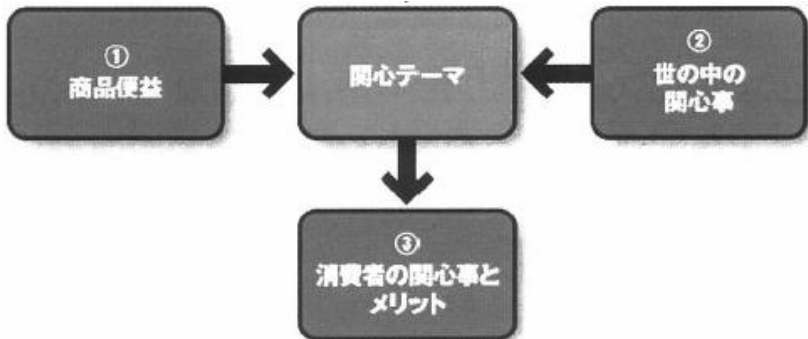 ①
商品便益
関心テーマ
②
世の中の
関心事
③
消費者の関心事と
メリット